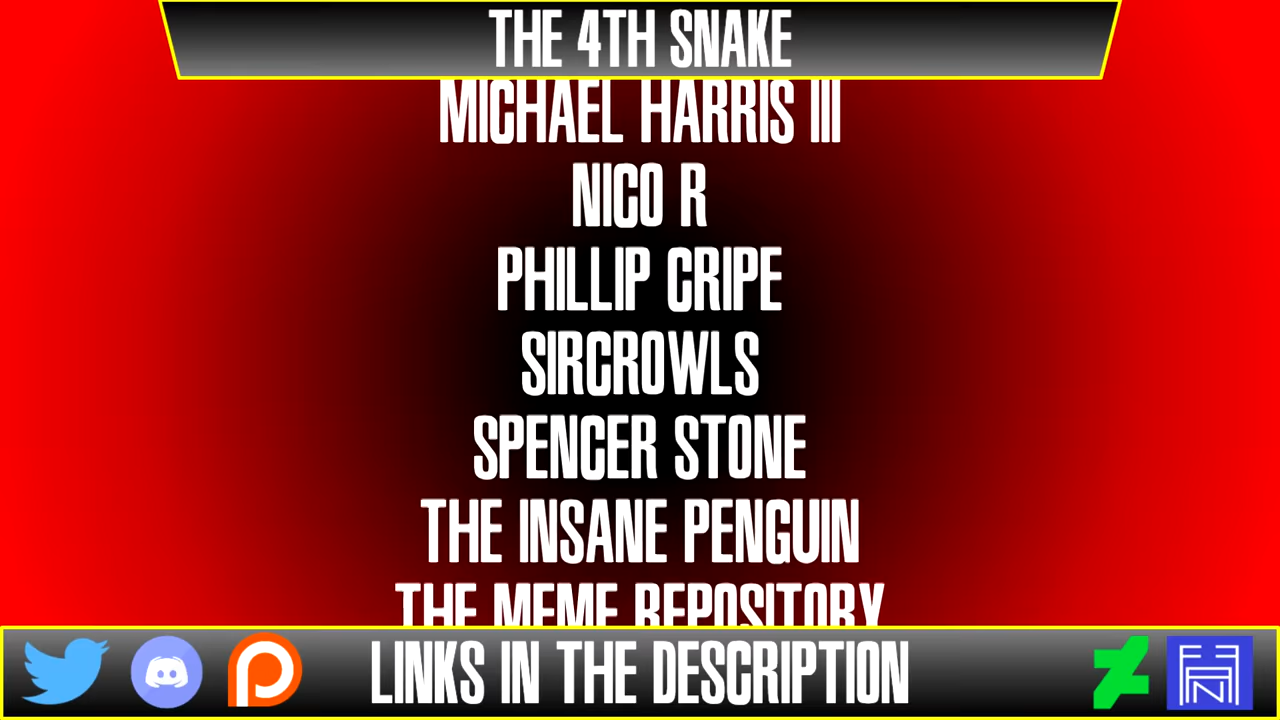 THE 4TH SNAKE
MICHAEL HARRIS III
NICO R
PHILLIP CRIPE
SIRCROWLS
SPENCER STONE
THE INSANE PENGUIN
THE MEME REPOSITORY
LINKS IN THE DESCRIPTION